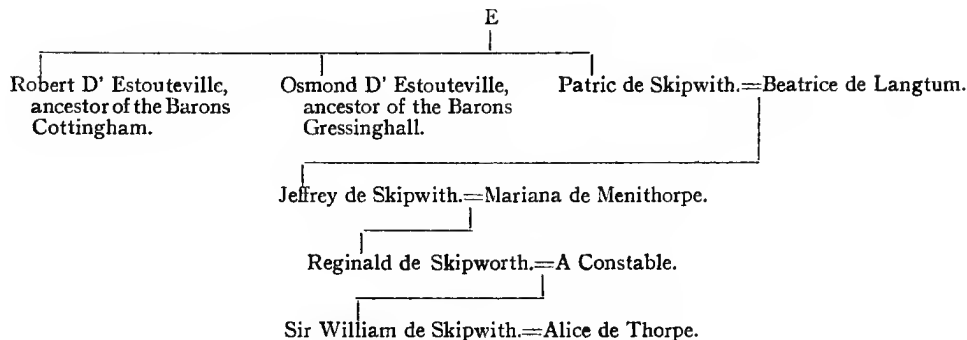 E
Robert D' Estouteville, ancestor of the Barons Cottingham.
Osmond D' Estouteville, ancestor of the Barons Gressinghall.
Patric de Skipwith.=Beatrice de Langtum.
Jeffrey de Skipwith.=Mariana de Menithorpe.
Reginald de Skipworth.=A Constable.
Sir William de Skipwith.=Alice de Thorpe.